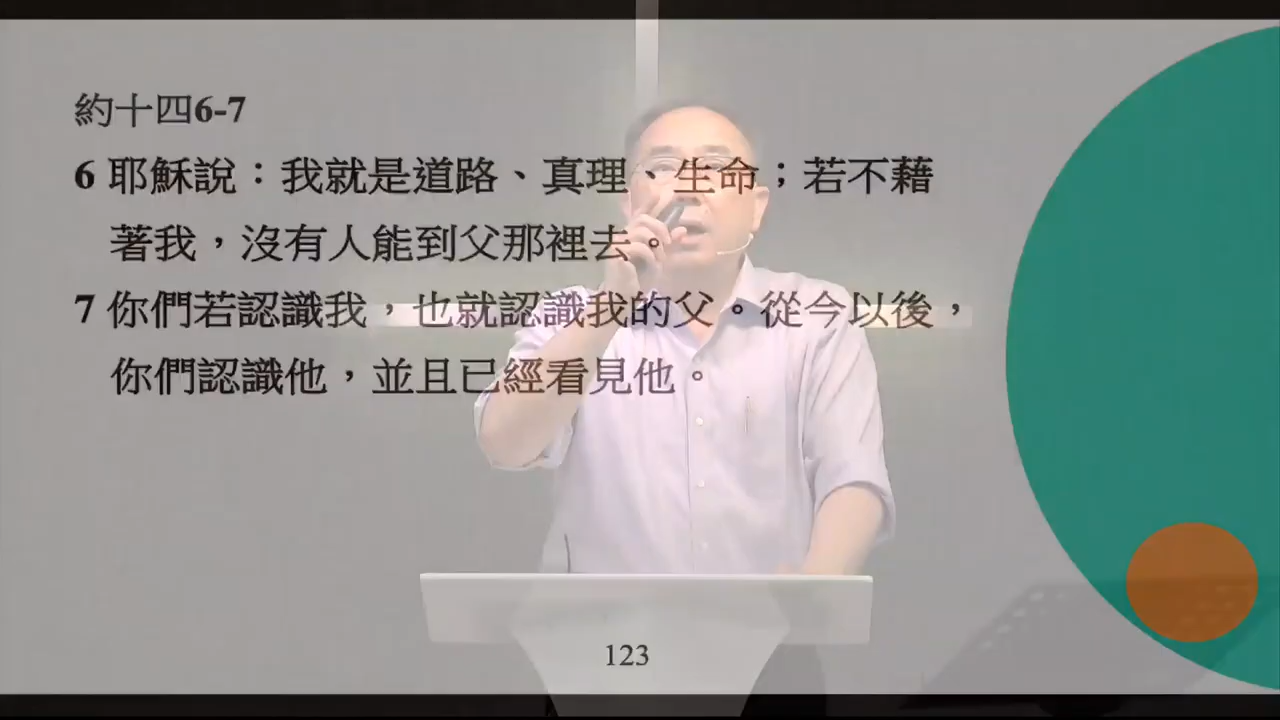 約十四6-7
6 耶穌說：我就是道路、真理、生命；若不藉
著我，沒有人能到父那裡去。
7 你們若認識我，也就認識我的父。從今以後，
你們認識他，並且已經看見他。
123